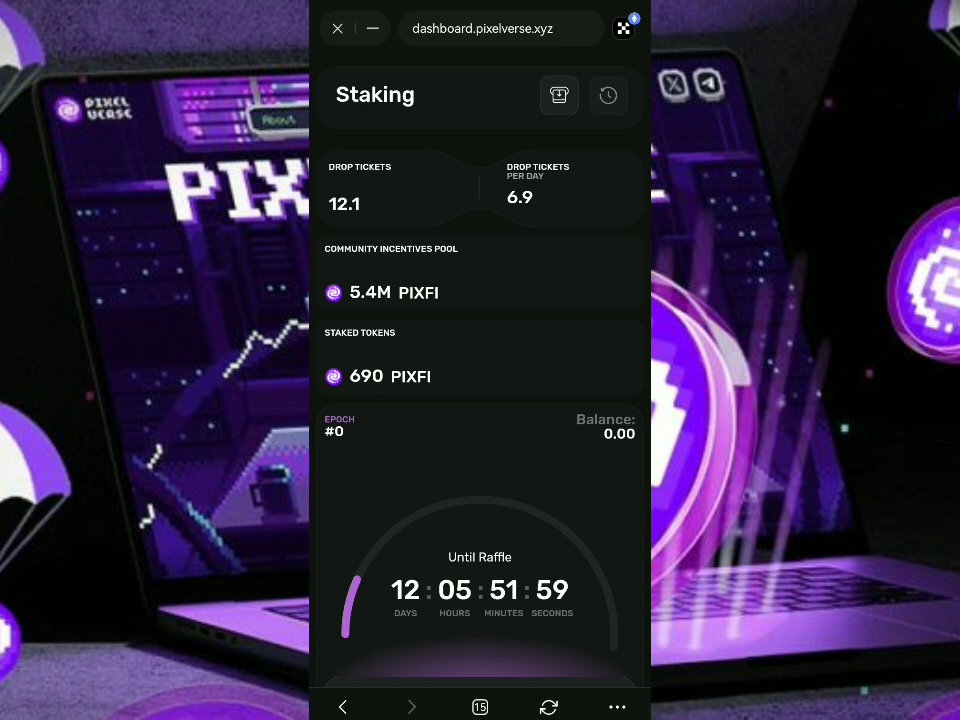 dashboard.pixelverse.xyz
Staking
PIXEL
VERSE
About
PIX
DROP TICKETS
12.1
DROP TICKETS
PER DAY
6.9
COMMUNITY INCENTIVES POOL
5.4M PIXFI
STAKED TOKENS
690 PIXFI
EPOCH
#0
Balance:
0.00
Until Raffle
12 : 05 : 51 : 59
DAYS HOURS MINUTES SECONDS
15